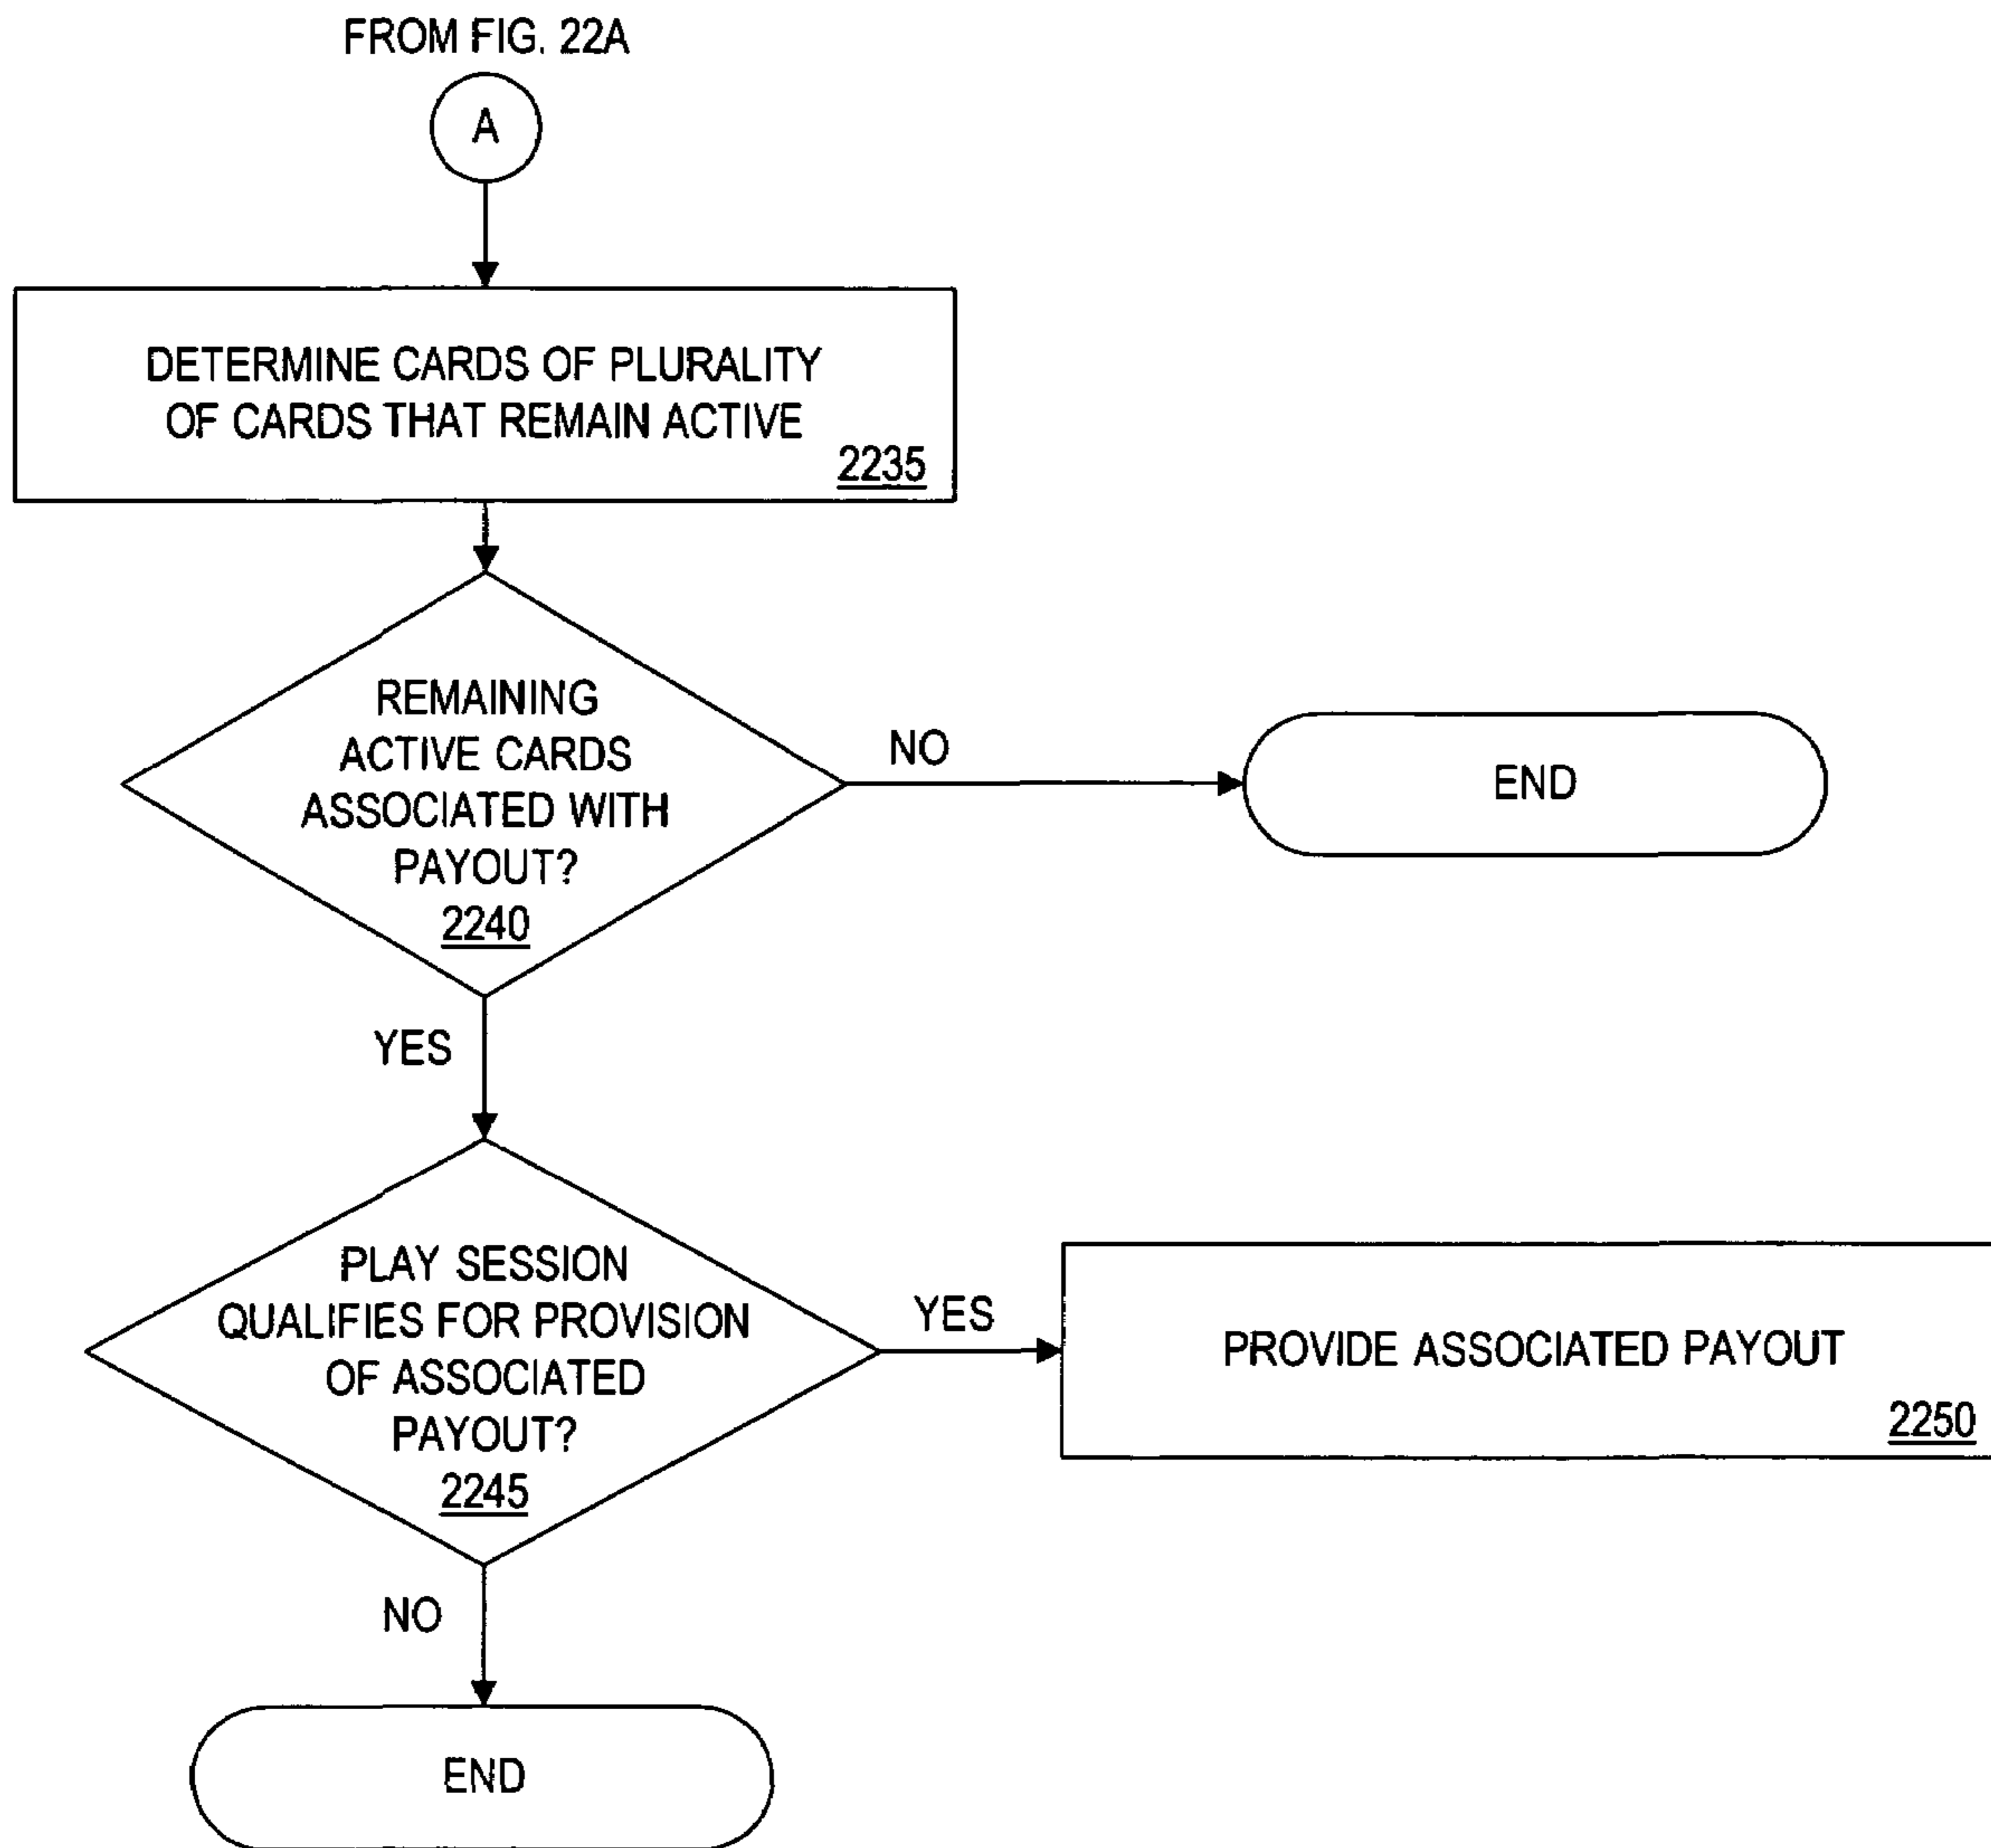 FROM FIG. 22A
A
DETERMINE CARDS OF PLURALITY
OF CARDS THAT REMAIN ACTIVE
2235
REMAINING
ACTIVE CARDS
ASSOCIATED WITH
PAYOUT?
2240
NO
END
YES
PLAY SESSION
QUALIFIES FOR PROVISION
OF ASSOCIATED
PAYOUT?
2245
YES
PROVIDE ASSOCIATED PAYOUT
2250
NO
END